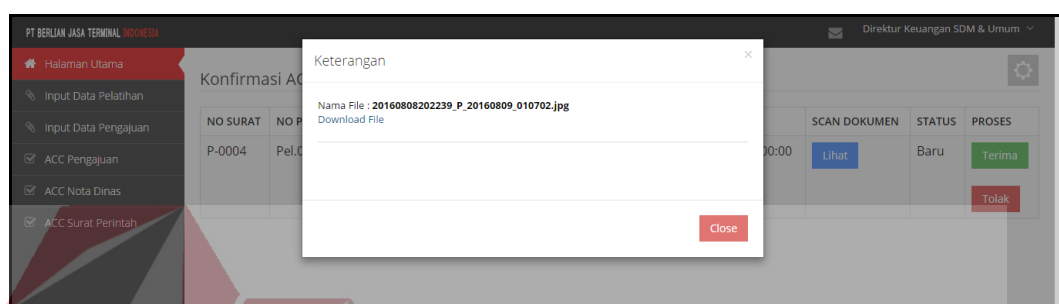 PT BERLIAN JASA TERMINAL INDONESIA
Direktur Keuangan SDM & Umum
Halaman Utama
Input Data Pelatihan
Input Data Pengajuan
ACC Pengajuan
ACC Nota Dinas
ACC Surat Perintah
Konfirmasi AC
NO SURAT NO P SCAN DOKUMEN STATUS PROSES
P-0004 Pel.0 00:00 Lihat Baru Terima
Tolak
Keterangan
×
Nama File : 20160808202239_P_20160809_010702.jpg
Download File
Close